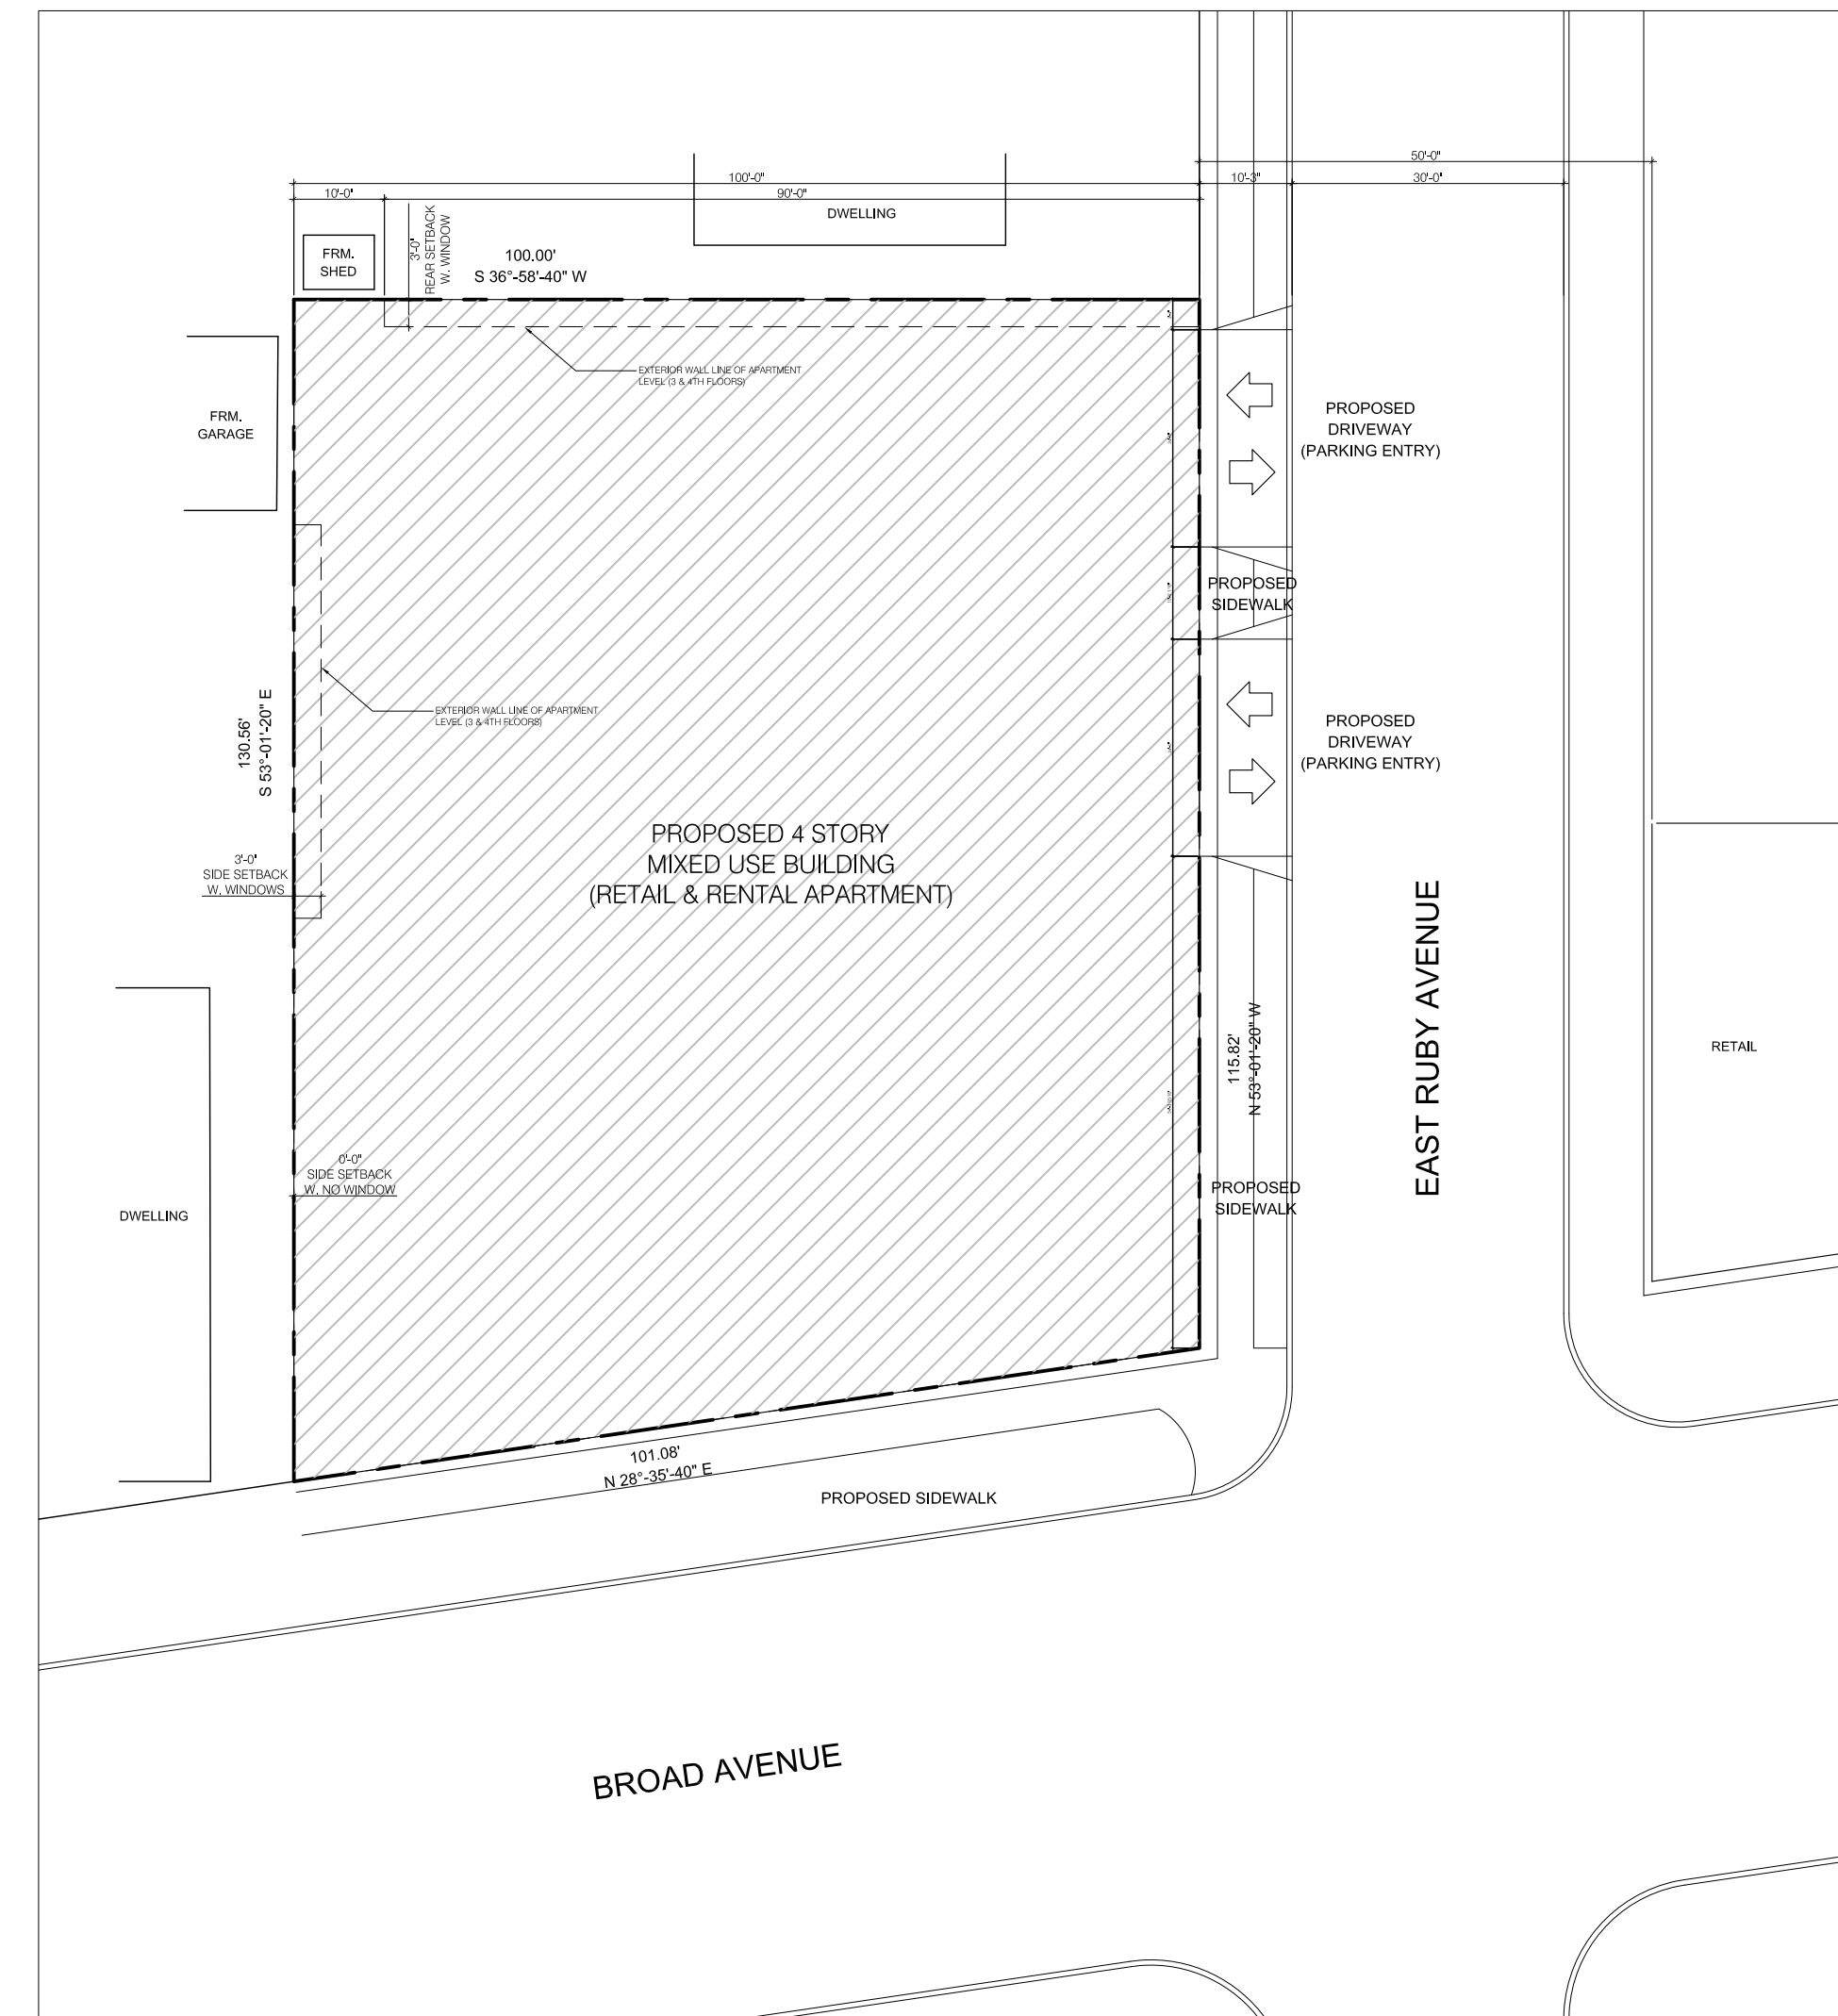 50'-0"
100'-0"
10'-3"
30'-0"
10'-0"
90'-0"
DWELLING
3'-0"
REAR SETBACK
W. WINDOW
FRM.
SHED
100.00'
S 36°-58'-40" W
EXTERIOR WALL LINE OF APARTMENT
LEVEL (3 & 4TH FLOORS)
FRM.
GARAGE
PROPOSED
DRIVEWAY
(PARKING ENTRY)
PROPOSED
SIDEWALK
130.56'
S 53°-01'-20" E
EXTERIOR WALL LINE OF APARTMENT
LEVEL (3 & 4TH FLOORS)
PROPOSED
DRIVEWAY
(PARKING ENTRY)
PROPOSED 4 STORY
MIXED USE BUILDING
(RETAIL & RENTAL APARTMENT)
3'-0"
SIDE SETBACK
W. WINDOWS
EAST RUBY AVENUE
115.82'
N 53°-01'-20" W
RETAIL
0'-0"
SIDE SETBACK
W. NO WINDOW
PROPOSED
SIDEWALK
DWELLING
101.08'
N 28°-35'-40" E
PROPOSED SIDEWALK
BROAD AVENUE